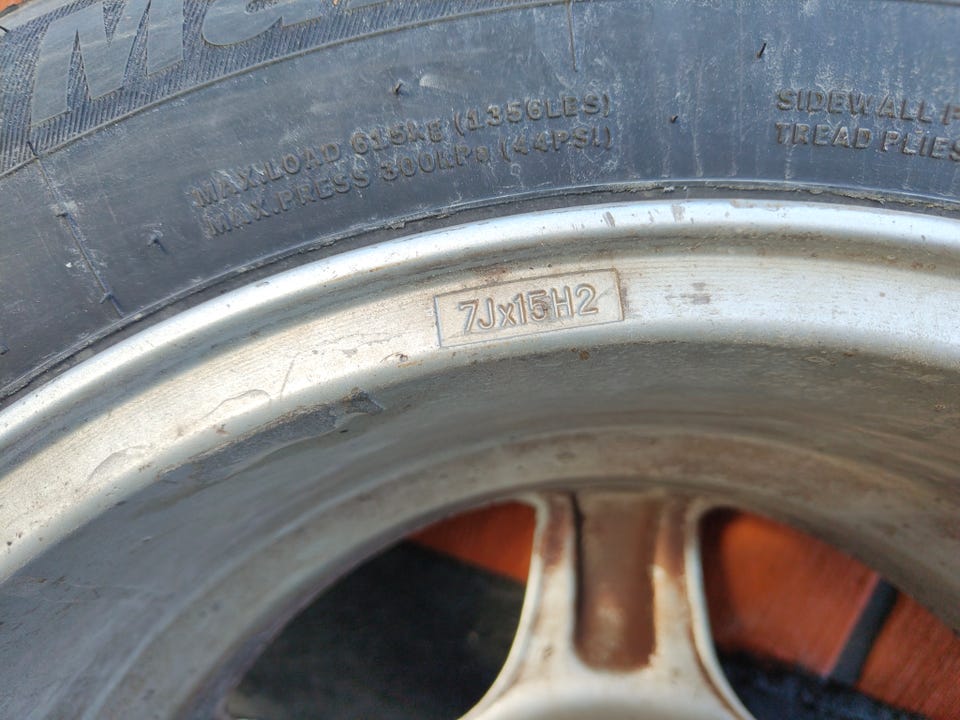 MAX.LOAD 615KG (1356LBS)
MAX.PRESS 300KPa (44PSI)
SIDEWALL
TREAD PLIES
7Jx15H2